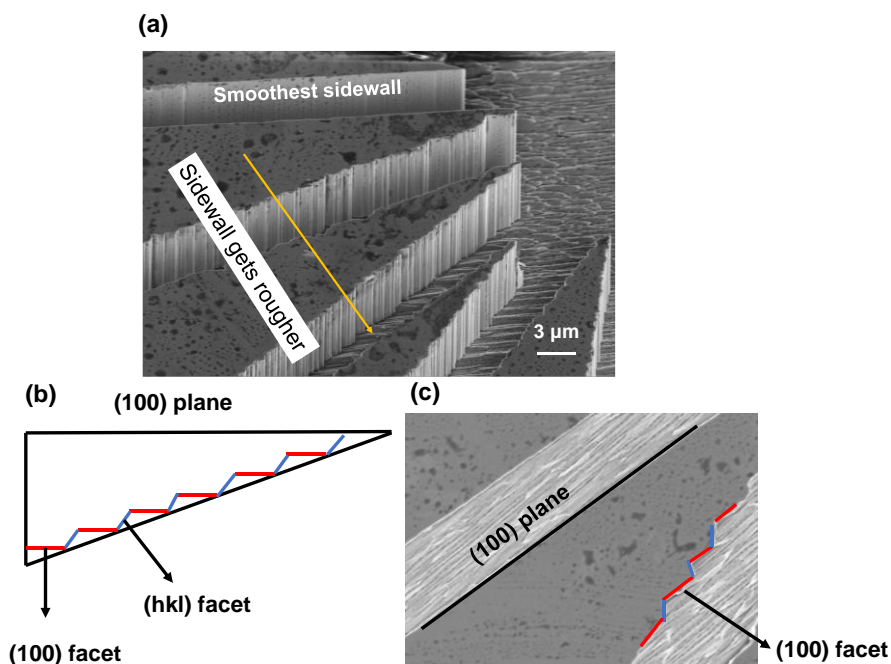 (a)
Smoothest sidewall
Sidewall gets rougher
3 µm
(b)
(100) plane
(hkl) facet
(100) facet
(c)
(100) plane
(100) facet